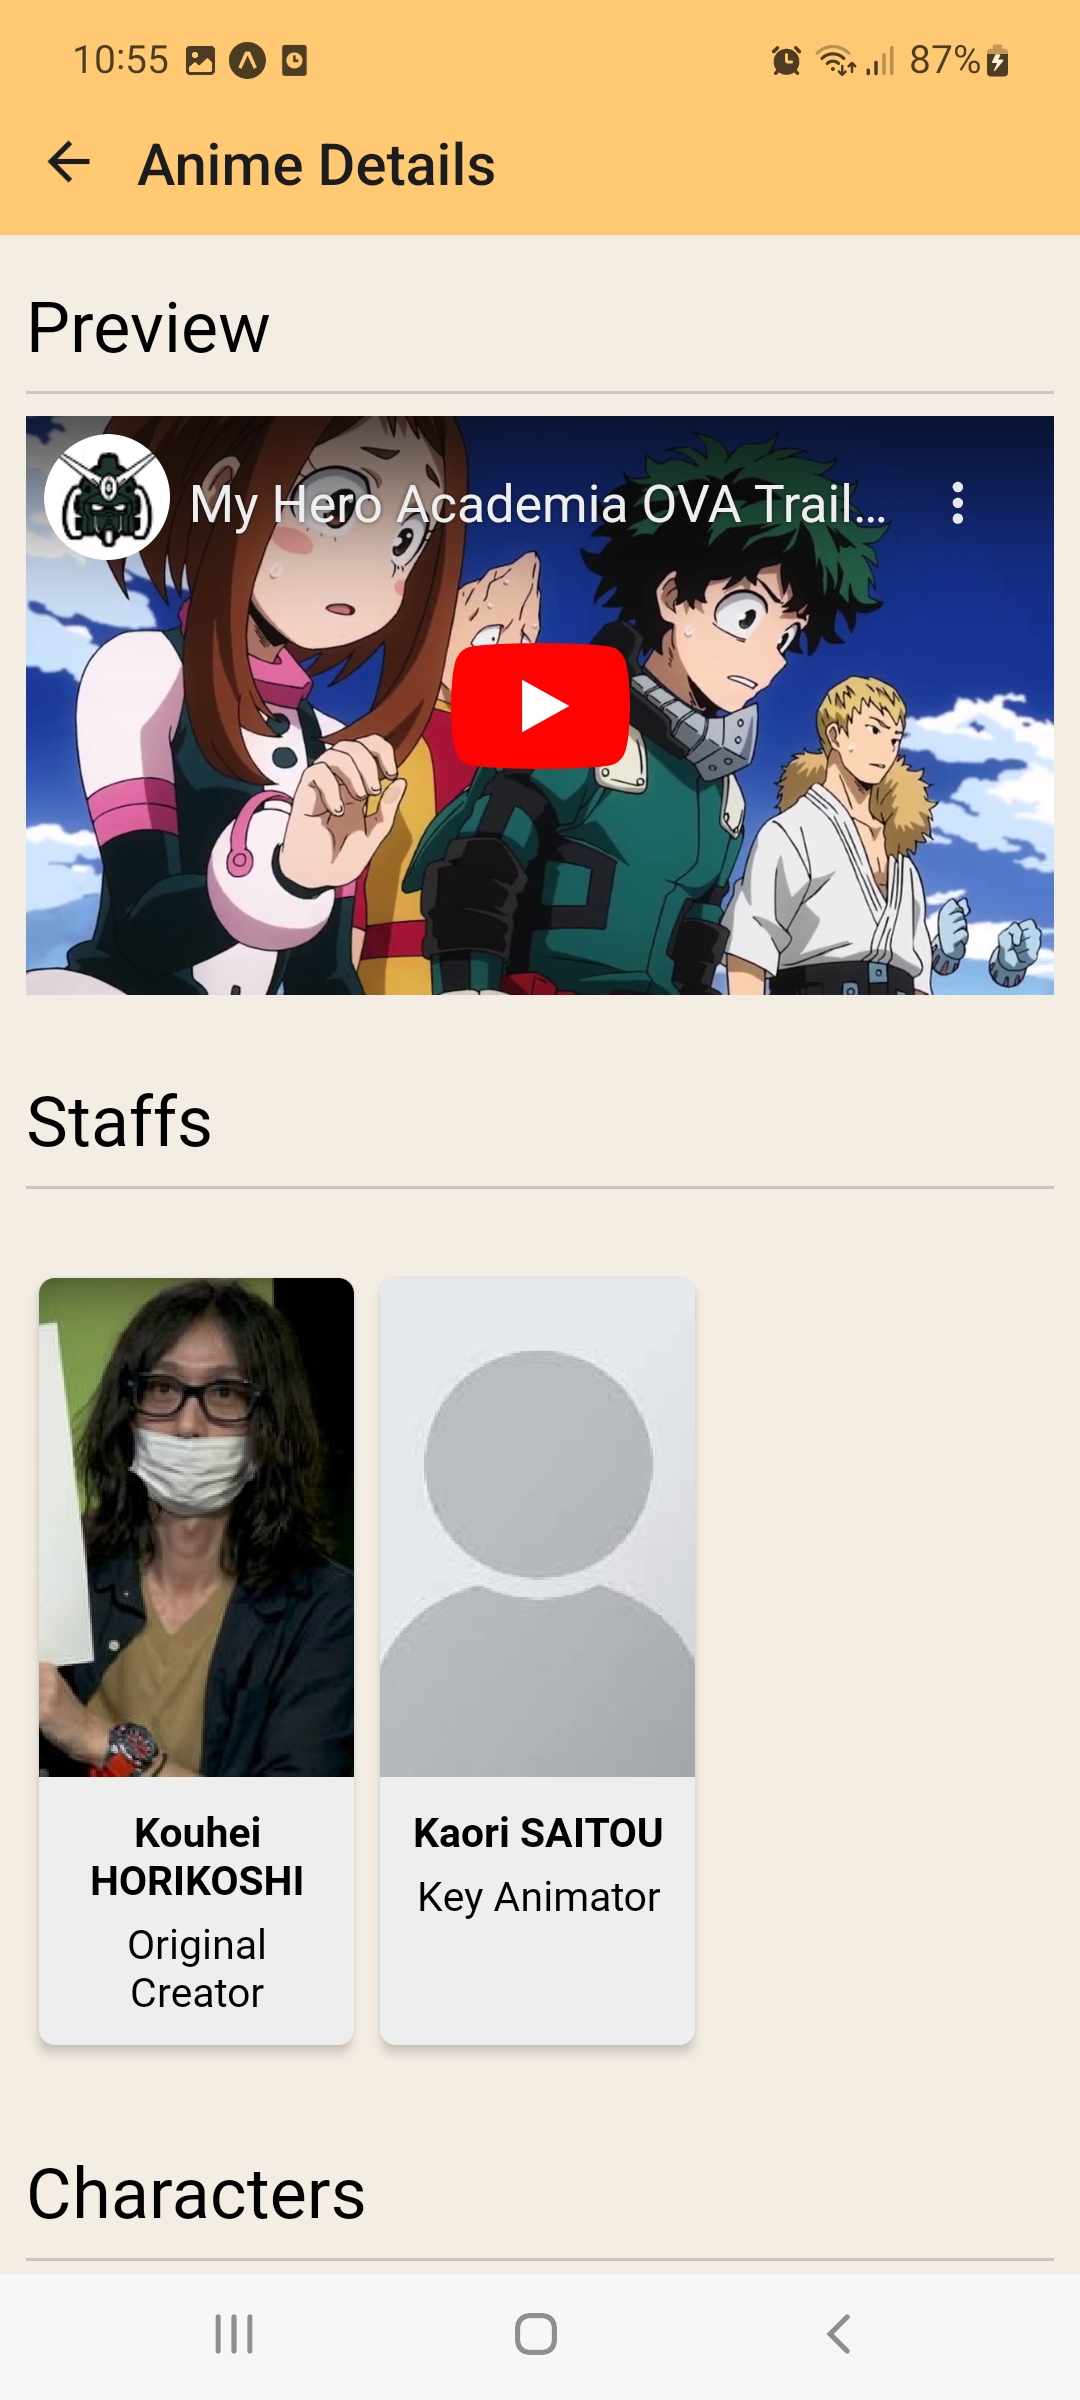 10:55
87%
Anime Details
Preview
My Hero Academia OVA Trail...
Staffs
Kouhei
HORIKOSHI
Original
Creator
Kaori SAITOU
Key Animator
Characters